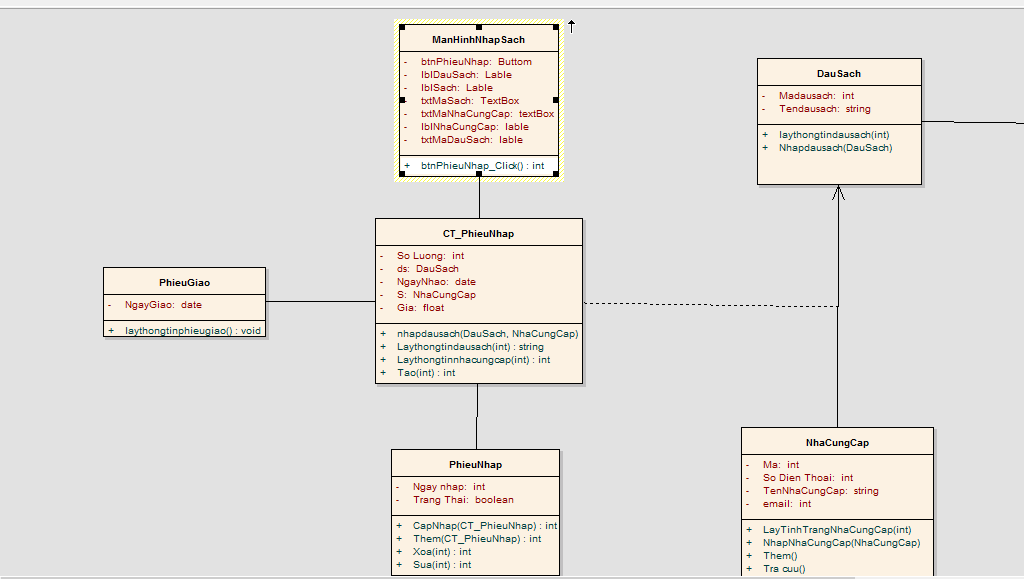 ManHinhNhapSach
- btnPhieuNhap: Buttom
- lblDauSach: Lable
- lblSach: Lable
- txtMaSach: TextBox
- txtMaNhaCungCap: textBox
- lblNhaCungCap: lable
- txtMaDauSach: lable
+ btnPhieuNhap_Click() : int
DauSach
- Madausach: int
- Tendausach: string
+ laythongtindausach(int)
+ Nhapdausach(DauSach)
CT_PhieuNhap
- So Luong: int
- ds: DauSach
- NgayNhao: date
- S: NhaCungCap
- Gia: float
+ nhapdausach(DauSach, NhaCungCap)
+ Laythongtindausach(int) : string
+ Laythongtinnhacungcap(int) : int
+ Tao(int) : int
PhieuGiao
- NgayGiao: date
+ laythongtinphieugiao() : void
PhieuNhap
- Ngay nhap: int
- Trang Thai: boolean
+ CapNhap(CT_PhieuNhap) : int
+ Them(CT_PhieuNhap) : int
+ Xoa(int) : int
+ Sua(int) : int
NhaCungCap
- Ma: int
- So Dien Thoai: int
- TenNhaCungCap: string
- email: int
+ LayTinhTrangNhaCungCap(int)
+ NhapNhaCungCap(NhaCungCap)
+ Them()
+ Tra cuu()